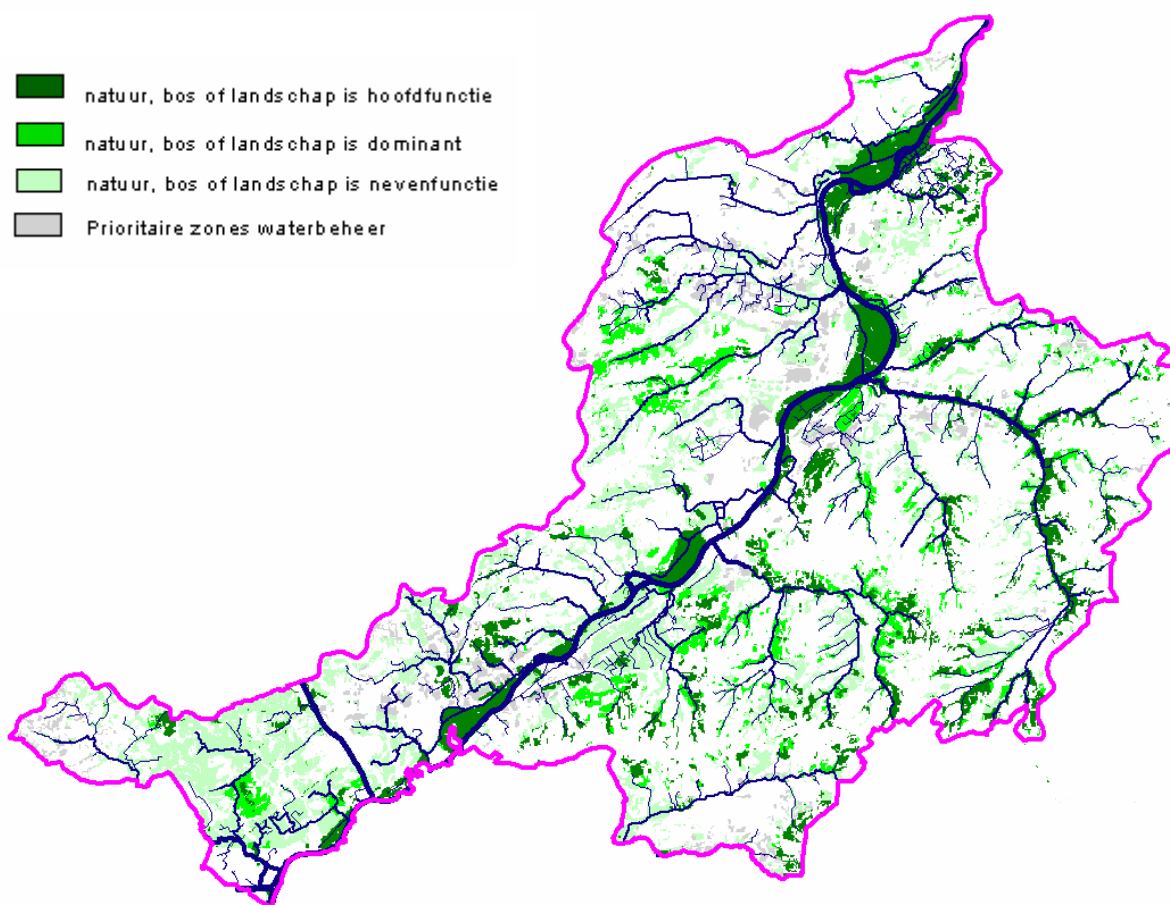 natuur, bos of landschap is hoofdfunctie
natuur, bos of landschap is dominant
natuur, bos of landschap is nevenfunctie
Prioritaire zones waterbeheer